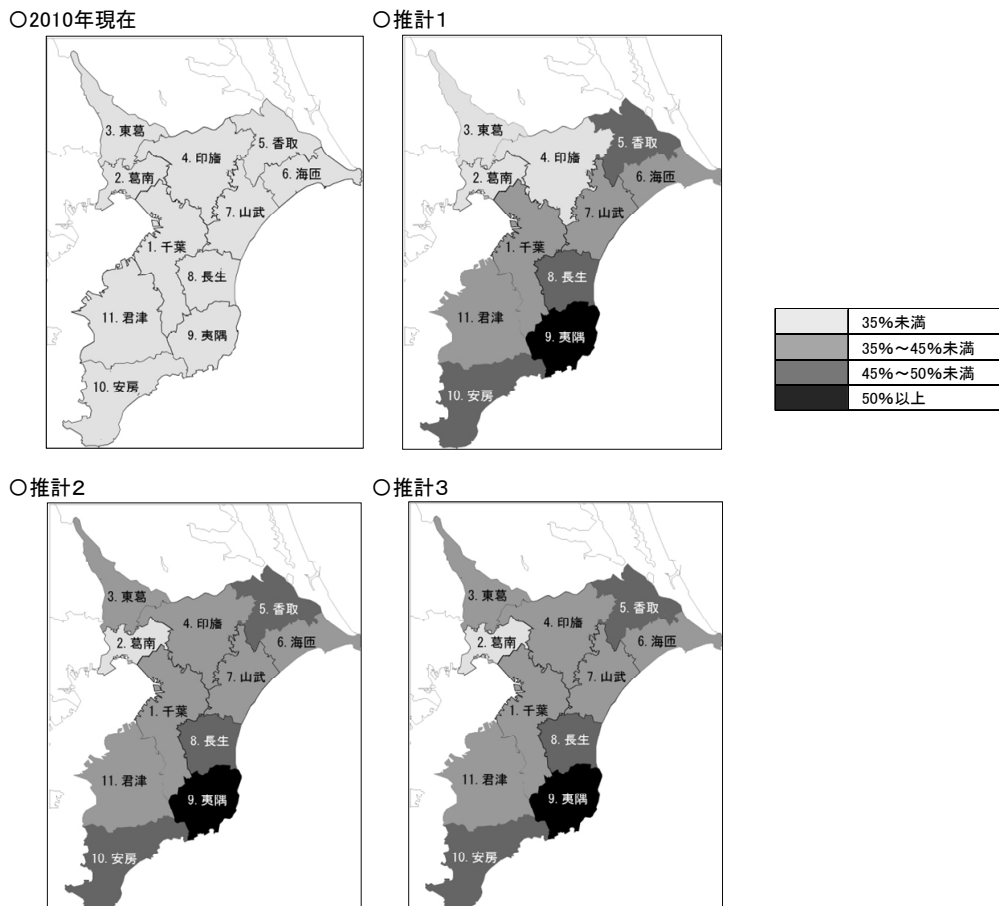 ○2010年現在
3. 東葛
2. 葛南
4. 印旛
5. 香取
6. 海匝
7. 山武
1. 千葉
8. 長生
11. 君津
9. 夷隅
10. 安房
○推計1
3. 東葛
2. 葛南
4. 印旛
5. 香取
6. 海匝
7. 山武
1. 千葉
8. 長生
11. 君津
9. 夷隅
10. 安房
35%未満
35%～45%未満
45%～50%未満
50%以上
○推計２
3. 東葛
2. 葛南
4. 印旛
5. 香取
6. 海匝
7. 山武
1. 千葉
8. 長生
11. 君津
9. 夷隅
10. 安房
○推計３
3. 東葛
2. 葛南
4. 印旛
5. 香取
6. 海匝
7. 山武
1. 千葉
8. 長生
11. 君津
9. 夷隅
10. 安房